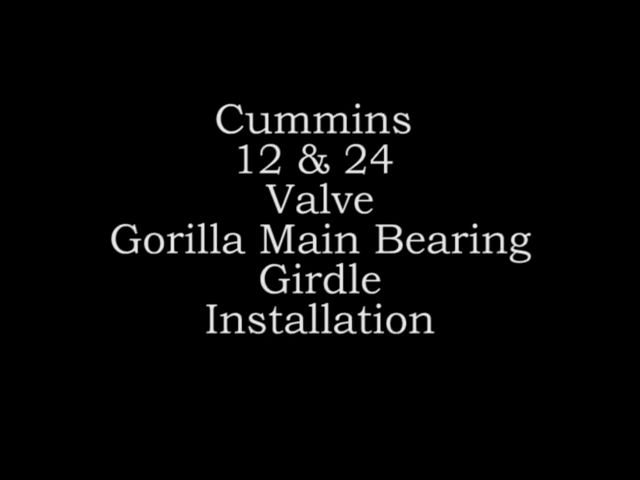 Cummins
12 & 24
Valve
Gorilla Main Bearing
Girdle
Installation